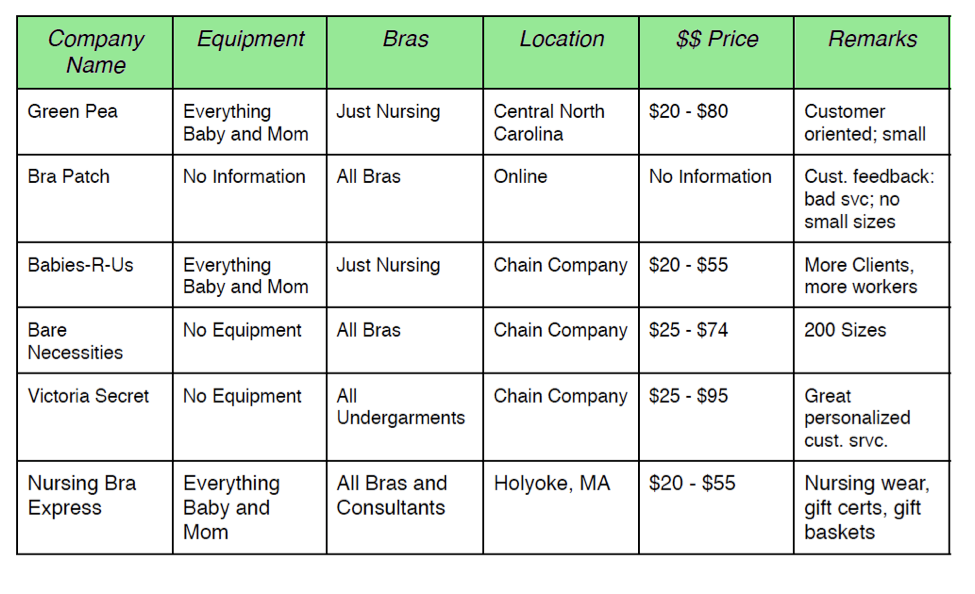 Company Name Equipment Bras Location $$ Price Remarks
Green Pea Everything Baby and Mom Just Nursing Central North Carolina $20 - $80 Customer oriented; small
Bra Patch No Information All Bras Online No Information Cust. feedback: bad svc; no small sizes
Babies-R-Us Everything Baby and Mom Just Nursing Chain Company $20 - $55 More Clients, more workers
Bare Necessities No Equipment All Bras Chain Company $25 - $74 200 Sizes
Victoria Secret No Equipment All Undergarments Chain Company $25 - $95 Great personalized cust. srvc.
Nursing Bra Express Everything Baby and Mom All Bras and Consultants Holyoke, MA $20 - $55 Nursing wear, gift certs, gift baskets